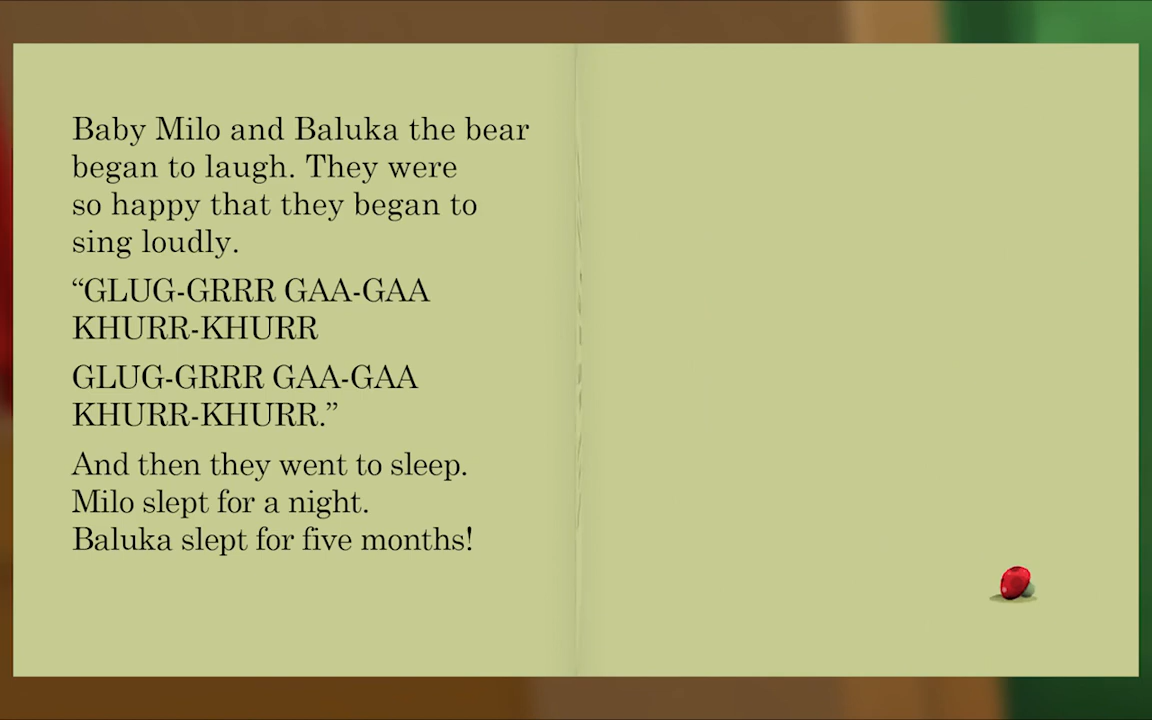 Baby Milo and Baluka the bear
began to laugh. They were
so happy that they began to
sing loudly.
“GLUG-GRRR GAA-GAA
KHURR-KHURR
GLUG-GRRR GAA-GAA
KHURR-KHURR.”
And then they went to sleep.
Milo slept for a night.
Baluka slept for five months!